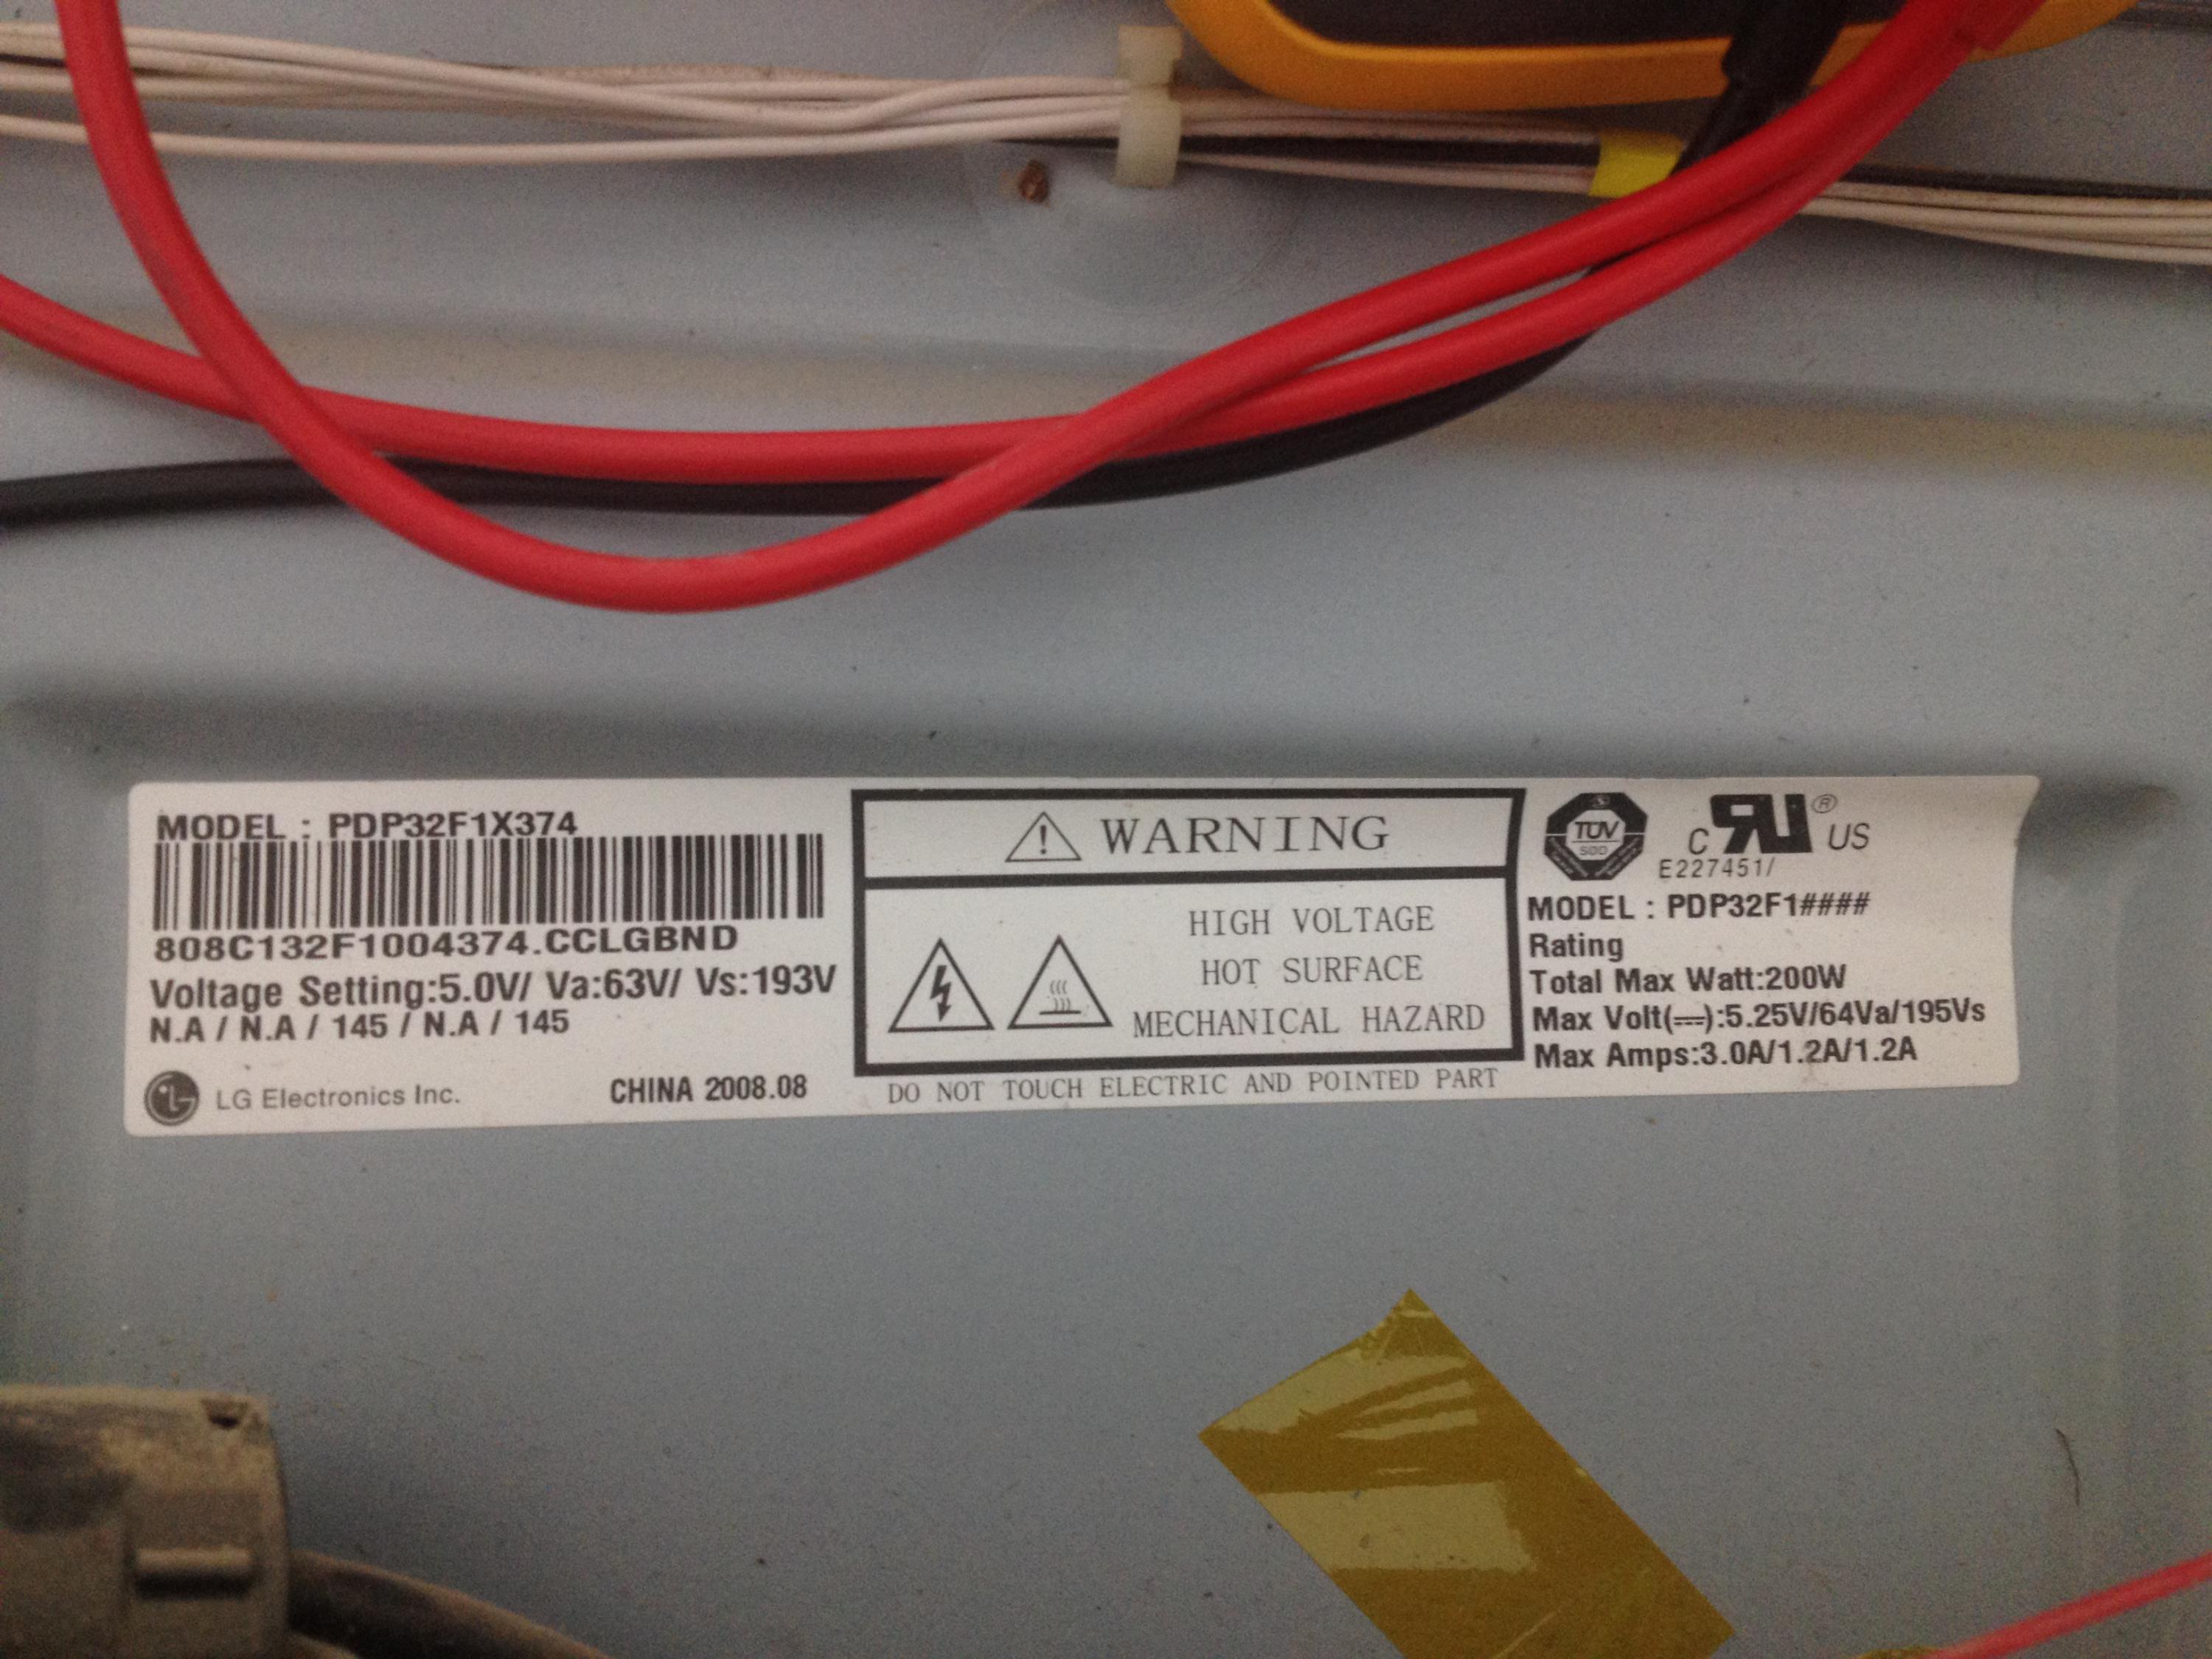 MODEL : PDP32F1X374
808C132F1004374.CCLGBND
Voltage Setting:5.0V/ Va:63V/ Vs:193V
N.A / N.A / 145 / N.A / 145
LG Electronics Inc.
CHINA 2008.08
WARNING
HIGH VOLTAGE
HOT SURFACE
MECHANICAL HAZARD
DO NOT TOUCH ELECTRIC AND POINTED PART
TUV
C RU ® US
E227451/
MODEL : PDP32F1####
Rating
Total Max Watt:200W
Max Volt(⎓):5.25V/64Va/195Vs
Max Amps:3.0A/1.2A/1.2A